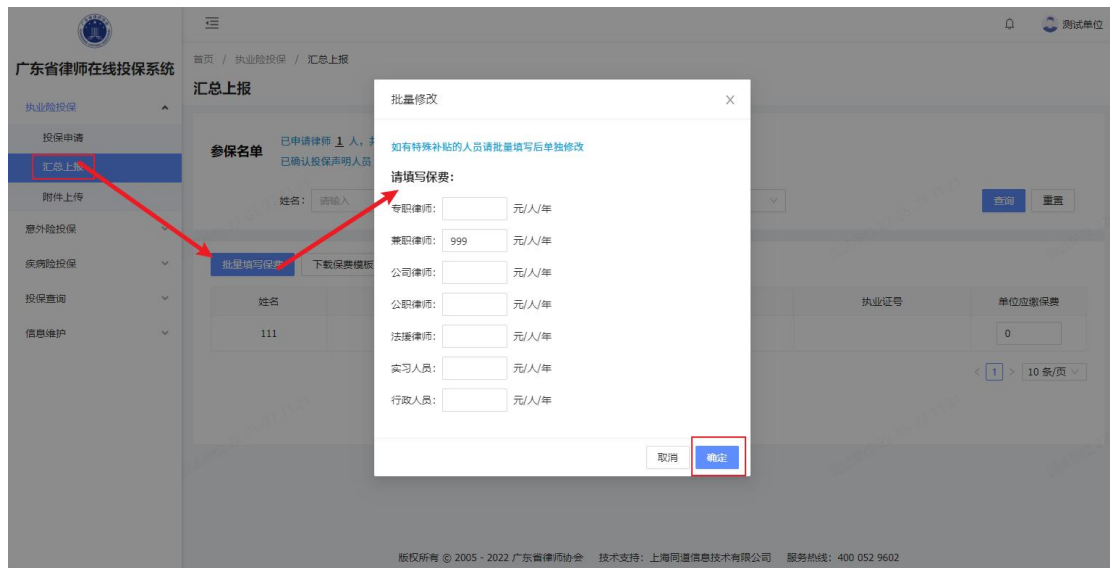 测试单位
广东省律师在线投保系统
首页 / 执业险投保 / 汇总上报
汇总上报
执业险投保
投保申请
汇总上报
附件上传
意外险投保
疾病险投保
投保查询
信息维护
参保名单
已申请律师 1 人，
已确认投保声明人员
姓名： 请输入
查询
重置
批量填写保费
下载保费模板
姓名
执业证号
单位应缴保费
111
0
< 1 > 10 条/页
批量修改
如有特殊补贴的人员请批量填写后单独修改
请填写保费：
专职律师： 元/人/年
兼职律师： 999 元/人/年
公司律师： 元/人/年
公职律师： 元/人/年
法援律师： 元/人/年
实习人员： 元/人/年
行政人员： 元/人/年
取消
确定
版权所有 © 2005 - 2022 广东省律师协会 技术支持：上海同道信息技术有限公司 服务热线：400 052 9602